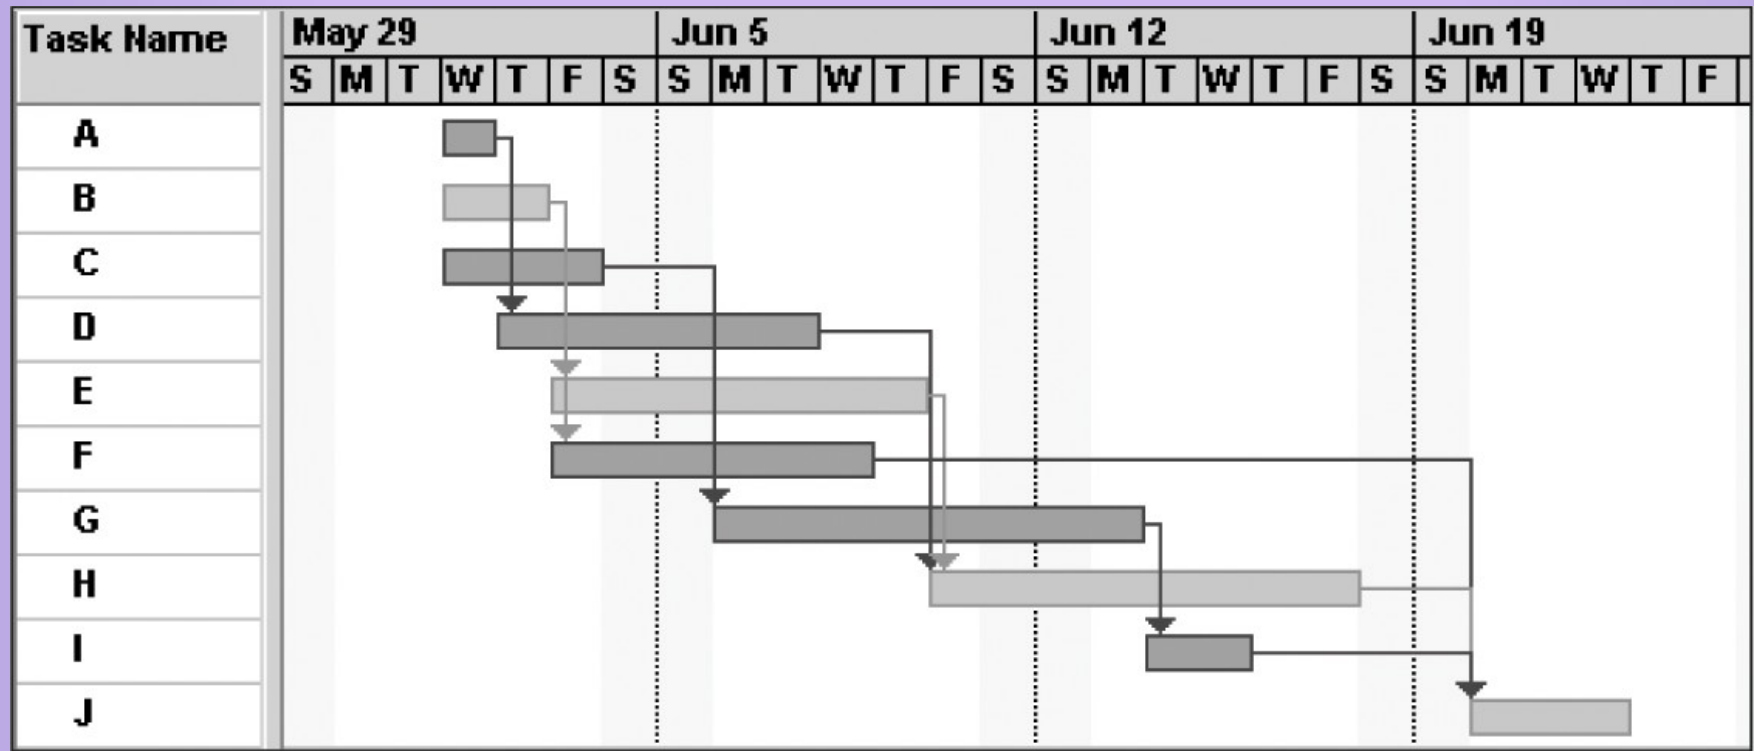 Task Name May 29 Jun 5 Jun 12 Jun 19
S M T W T F S S M T W T F S S M T W T F S S M T W T F
A
B
C
D
E
F
G
H
I
J